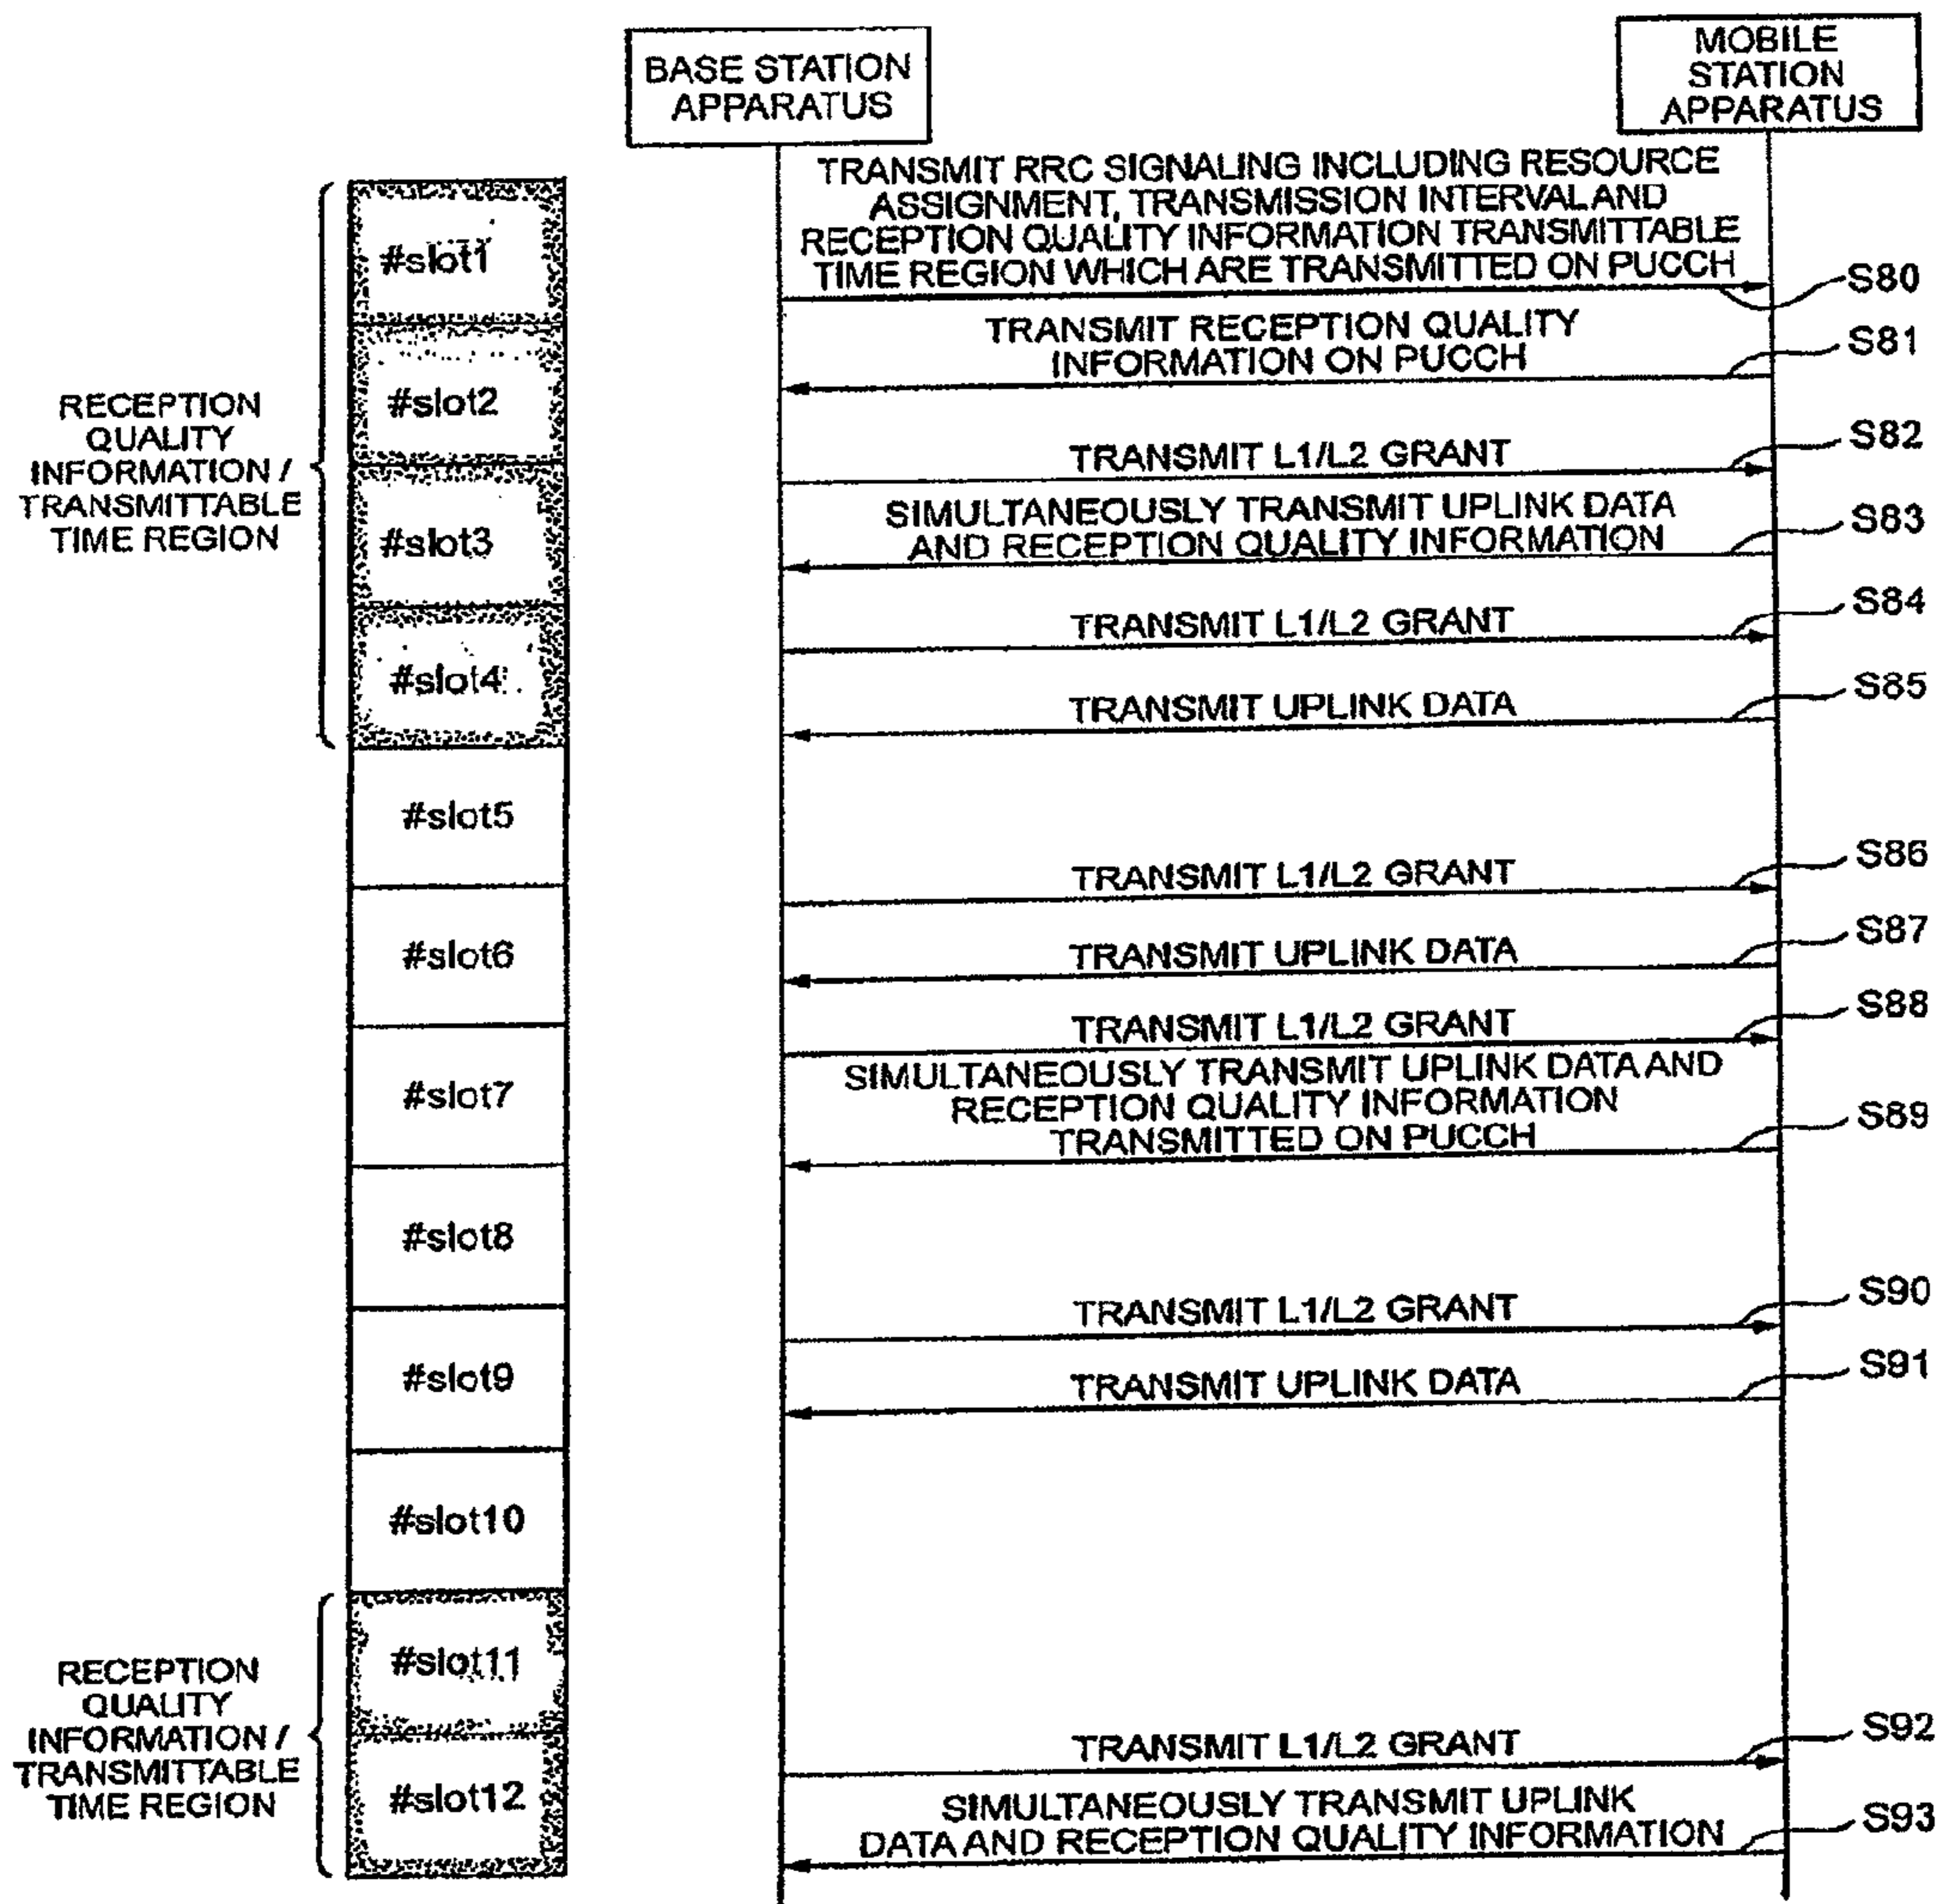 BASE STATION
APPARATUS
MOBILE
STATION
APPARATUS
TRANSMIT RRC SIGNALING INCLUDING RESOURCE
ASSIGNMENT, TRANSMISSION INTERVAL AND
RECEPTION QUALITY INFORMATION TRANSMITTABLE
TIME REGION WHICH ARE TRANSMITTED ON PUCCH
S80
TRANSMIT RECEPTION QUALITY
INFORMATION ON PUCCH
S81
TRANSMIT L1/L2 GRANT
S82
SIMULTANEOUSLY TRANSMIT UPLINK DATA
AND RECEPTION QUALITY INFORMATION
S83
TRANSMIT L1/L2 GRANT
S84
TRANSMIT UPLINK DATA
S85
TRANSMIT L1/L2 GRANT
S86
TRANSMIT UPLINK DATA
S87
TRANSMIT L1/L2 GRANT
S88
SIMULTANEOUSLY TRANSMIT UPLINK DATA AND
RECEPTION QUALITY INFORMATION
TRANSMITTED ON PUCCH
S89
TRANSMIT L1/L2 GRANT
S90
TRANSMIT UPLINK DATA
S91
TRANSMIT L1/L2 GRANT
S92
SIMULTANEOUSLY TRANSMIT UPLINK
DATA AND RECEPTION QUALITY INFORMATION
S93
RECEPTION
QUALITY
INFORMATION /
TRANSMITTABLE
TIME REGION
#slot1
#slot2
#slot3
#slot4
#slot5
#slot6
#slot7
#slot8
#slot9
#slot10
#slot11
#slot12
RECEPTION
QUALITY
INFORMATION /
TRANSMITTABLE
TIME REGION